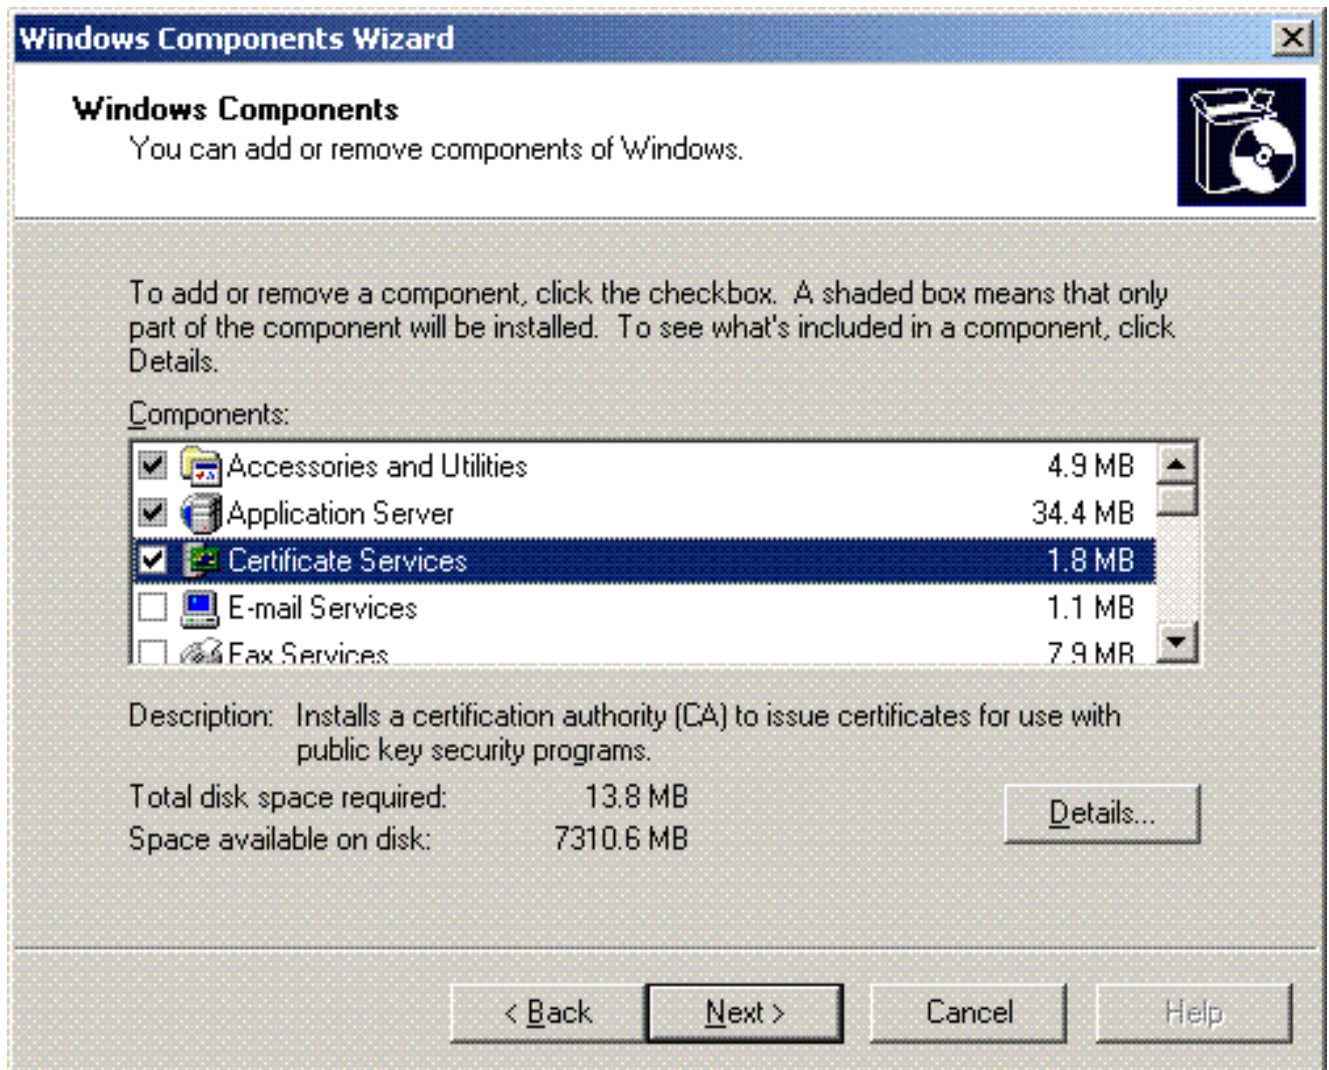 Windows Components Wizard
Windows Components
You can add or remove components of Windows.
To add or remove a component, click the checkbox.  A shaded box means that only
part of the component will be installed.  To see what's included in a component, click
Details.
Components:
Accessories and Utilities 4.9 MB
Application Server 34.4 MB
Certificate Services 1.8 MB
E-mail Services 1.1 MB
Fax Services 7.9 MB
Description: Installs a certification authority (CA) to issue certificates for use with
public key security programs.
Total disk space required: 13.8 MB
Space available on disk: 7310.6 MB
Details...
< Back Next > Cancel Help